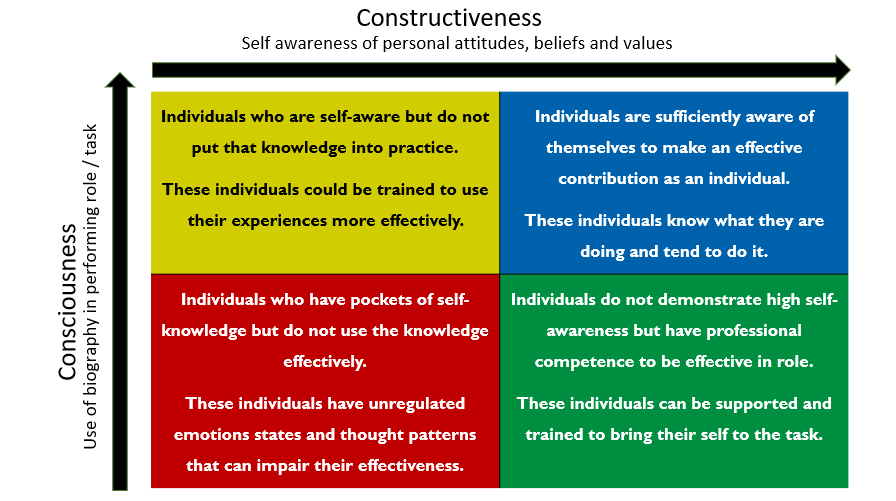 Constructiveness
Self awareness of personal attitudes, beliefs and values
Consciousness
Use of biography in performing role / task
Individuals who are self-aware but do not
put that knowledge into practice.
These individuals could be trained to use
their experiences more effectively.
Individuals are sufficiently aware of
themselves to make an effective
contribution as an individual.
These individuals know what they are
doing and tend to do it.
Individuals who have pockets of self-
knowledge but do not use the knowledge
effectively.
These individuals have unregulated
emotions states and thought patterns
that can impair their effectiveness.
Individuals do not demonstrate high self-
awareness but have professional
competence to be effective in role.
These individuals can be supported and
trained to bring their self to the task.